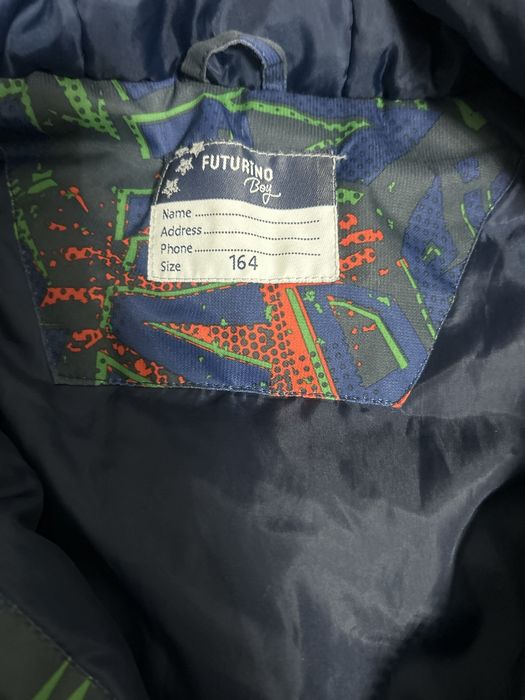 FUTURINO
Boy
Name
Address
Phone
Size 164